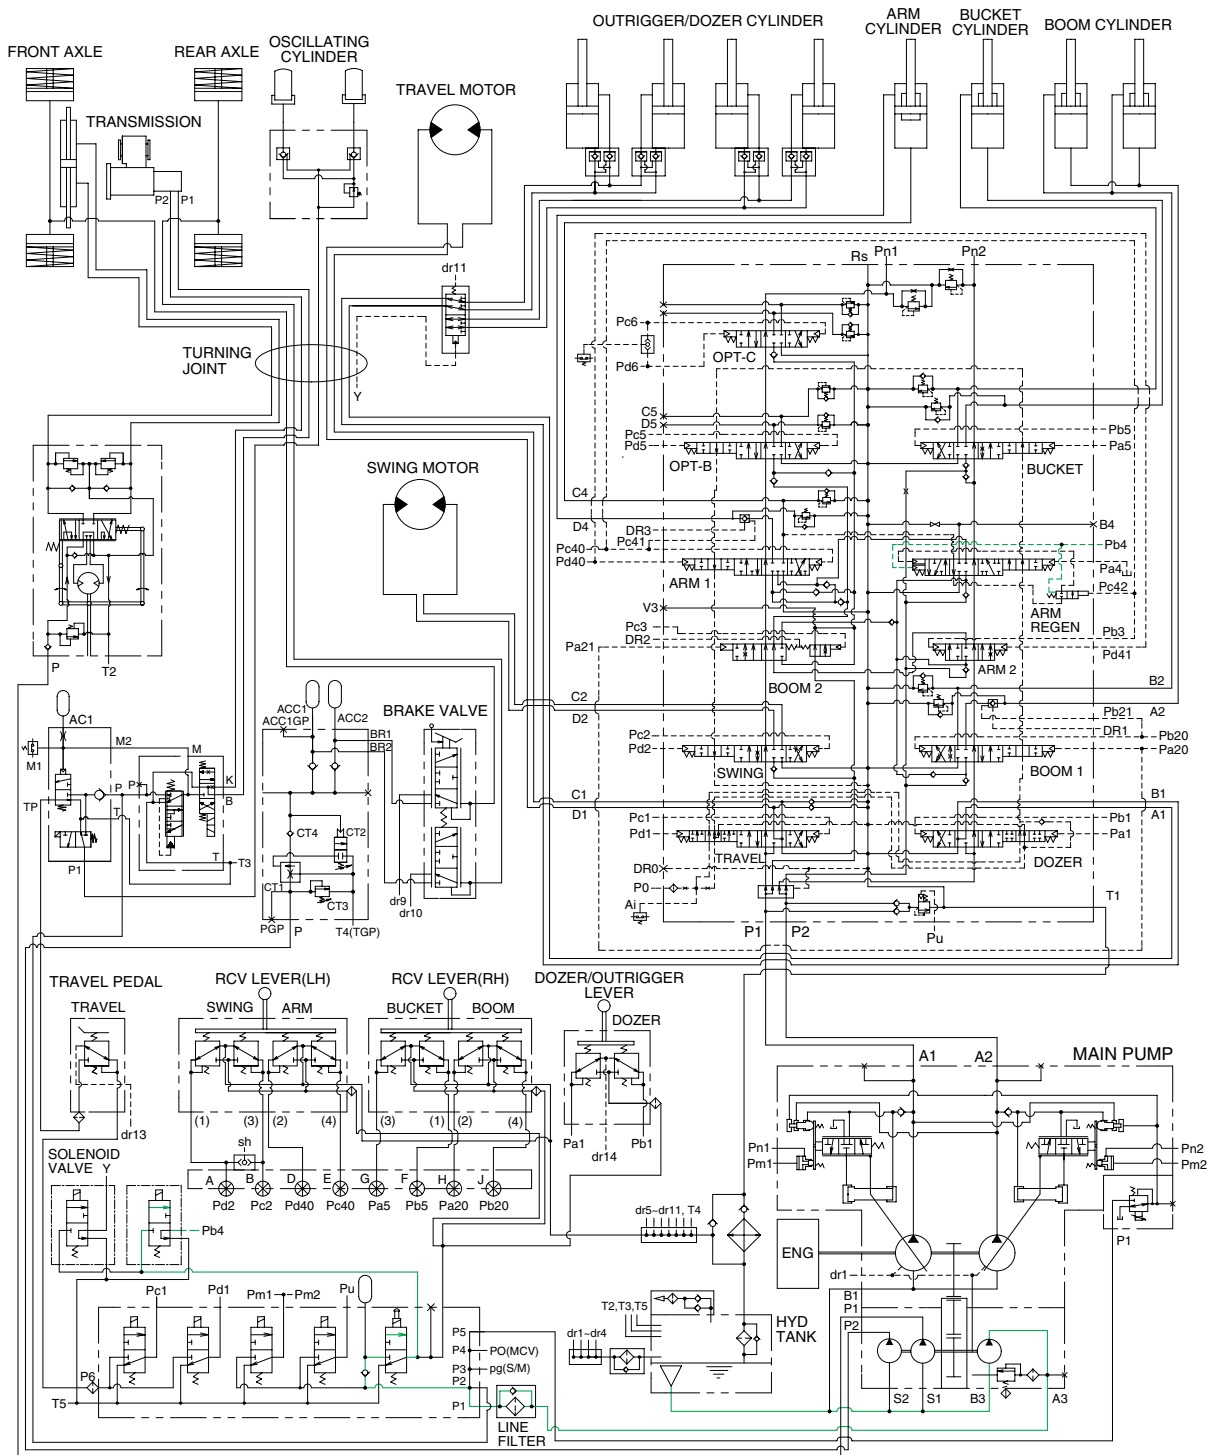 OUTRIGGER/DOZER CYLINDER
ARM
CYLINDER
BUCKET
CYLINDER
BOOM CYLINDER
FRONT AXLE
REAR AXLE
OSCILLATING
CYLINDER
TRAVEL MOTOR
TRANSMISSION
P2
P1
dr11
Rs
Pn1
Pn2
TURNING
JOINT
Y
Pc6
Pd6
OPT-C
C5
D5
Pc5
Pd5
OPT-B
Pb5
Pa5
BUCKET
SWING MOTOR
C4
D4
DR3
Pc41
Pc40
Pd40
ARM 1
B4
Pb4
Pa4
Pc42
ARM
REGEN
V3
Pc3
DR2
Pa21
BOOM 2
Pb3
Pd41
ARM 2
P
T2
C2
D2
Pc2
Pd2
SWING
B2
A2
Pb21
DR1
Pb20
Pa20
BOOM 1
AC1
M2
M1
M
K
B
P
P
T
TP
T
T3
P1
ACC1
ACC1GP
ACC2
BR1
BR2
BRAKE VALVE
CT4
CT2
CT1
CT3
PGP
P
T4(TGP)
dr9
dr10
C1
D1
Pc1
Pd1
TRAVEL
B1
A1
Pb1
Pa1
DOZER
DR0
P0
Ai
T1
P1
P2
Pu
TRAVEL PEDAL
TRAVEL
dr13
RCV LEVER(LH)
SWING
ARM
(1)
(3)
(2)
(4)
RCV LEVER(RH)
BUCKET
BOOM
(3)
(1)
(2)
(4)
DOZER/OUTRIGGER
LEVER
DOZER
Pa1
Pb1
dr14
SOLENOID
VALVE
Y
Pb4
sh
A
B
D
E
G
F
H
J
Pd2
Pc2
Pd40
Pc40
Pa5
Pb5
Pa20
Pb20
A1
A2
MAIN PUMP
Pn1
Pm1
Pn2
Pm2
P1
ENG
dr1
B1
P1
P2
S2
S1
B3
A3
dr5~dr11, T4
T2,T3,T5
dr1~dr4
HYD
TANK
Pc1
Pd1
Pm1
Pm2
Pu
P6
T5
P5
P4
PO(MCV)
P3
pg(S/M)
P2
P1
LINE
FILTER